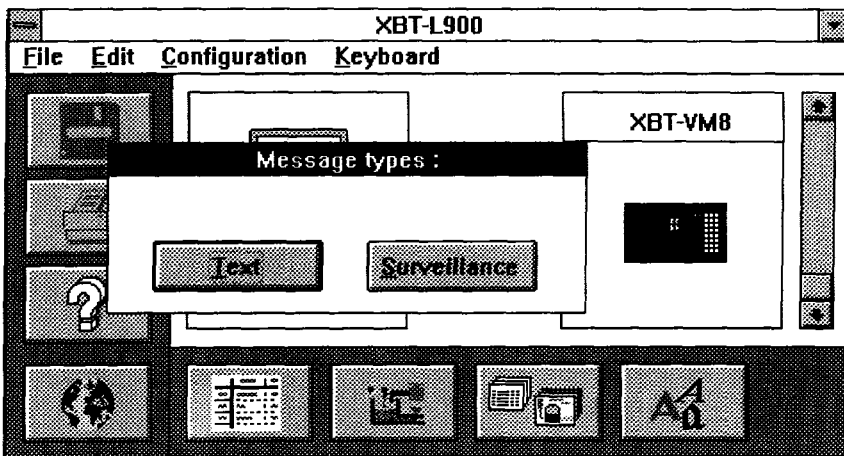 XBT-L900
File Edit Configuration Keyboard
XBT-VM8
Message types :
Text Surveillance